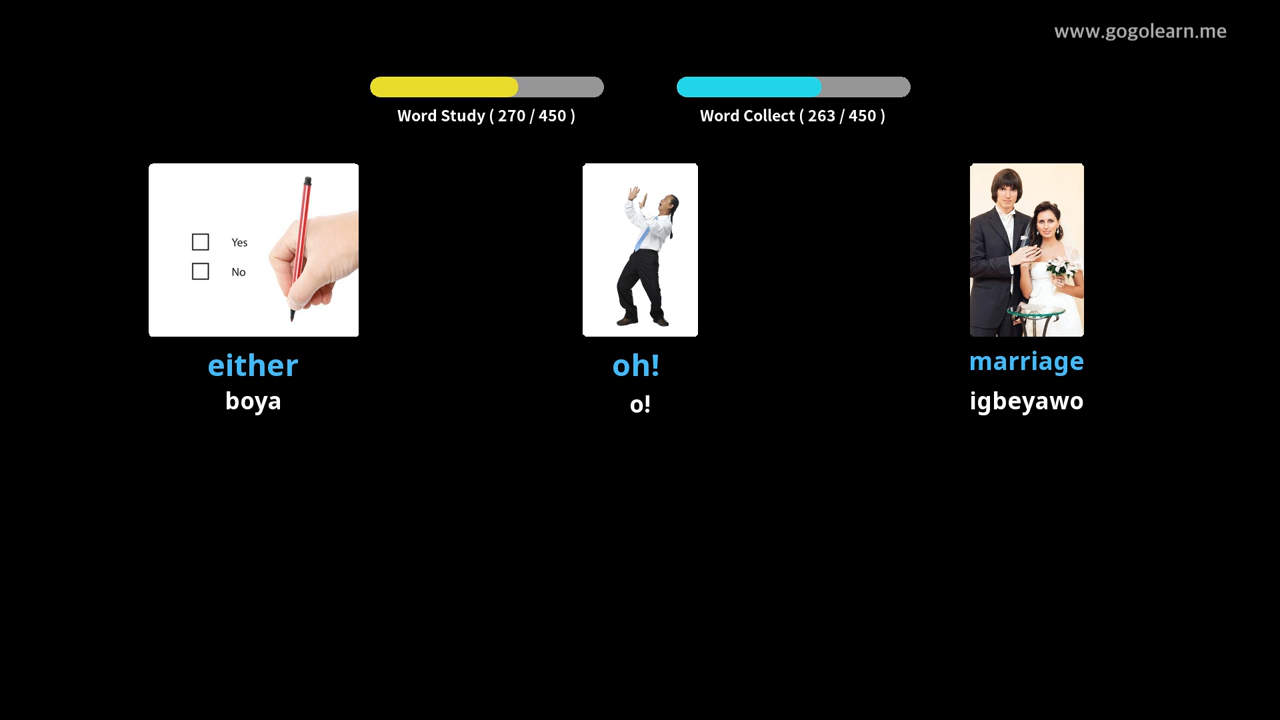 www.gogolearn.me
Word Study ( 270 / 450 )
Word Collect ( 263 / 450 )
Yes
No
either
boya
oh!
o!
marriage
igbeyawo